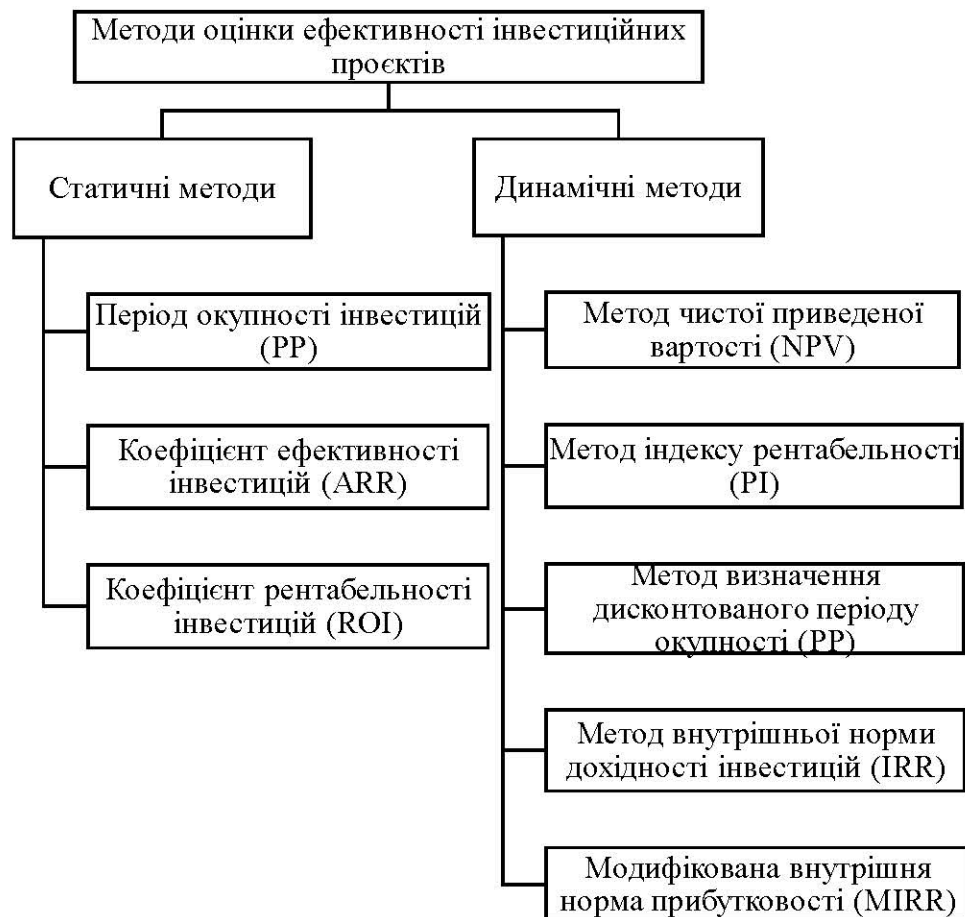 Методи оцінки ефективності інвестиційних
проєктів
Статичні методи
Динамічні методи
Період окупності інвестицій
(PP)
Коефіцієнт ефективності
інвестицій (ARR)
Коефіцієнт рентабельності
інвестицій (ROI)
Метод чистої приведеної
вартості (NPV)
Метод індексу рентабельності
(PI)
Метод визначення
дисконтованого періоду
окупності (PP)
Метод внутрішньої норми
дохідності інвестицій (IRR)
Модифікована внутрішня
норма прибутковості (MIRR)